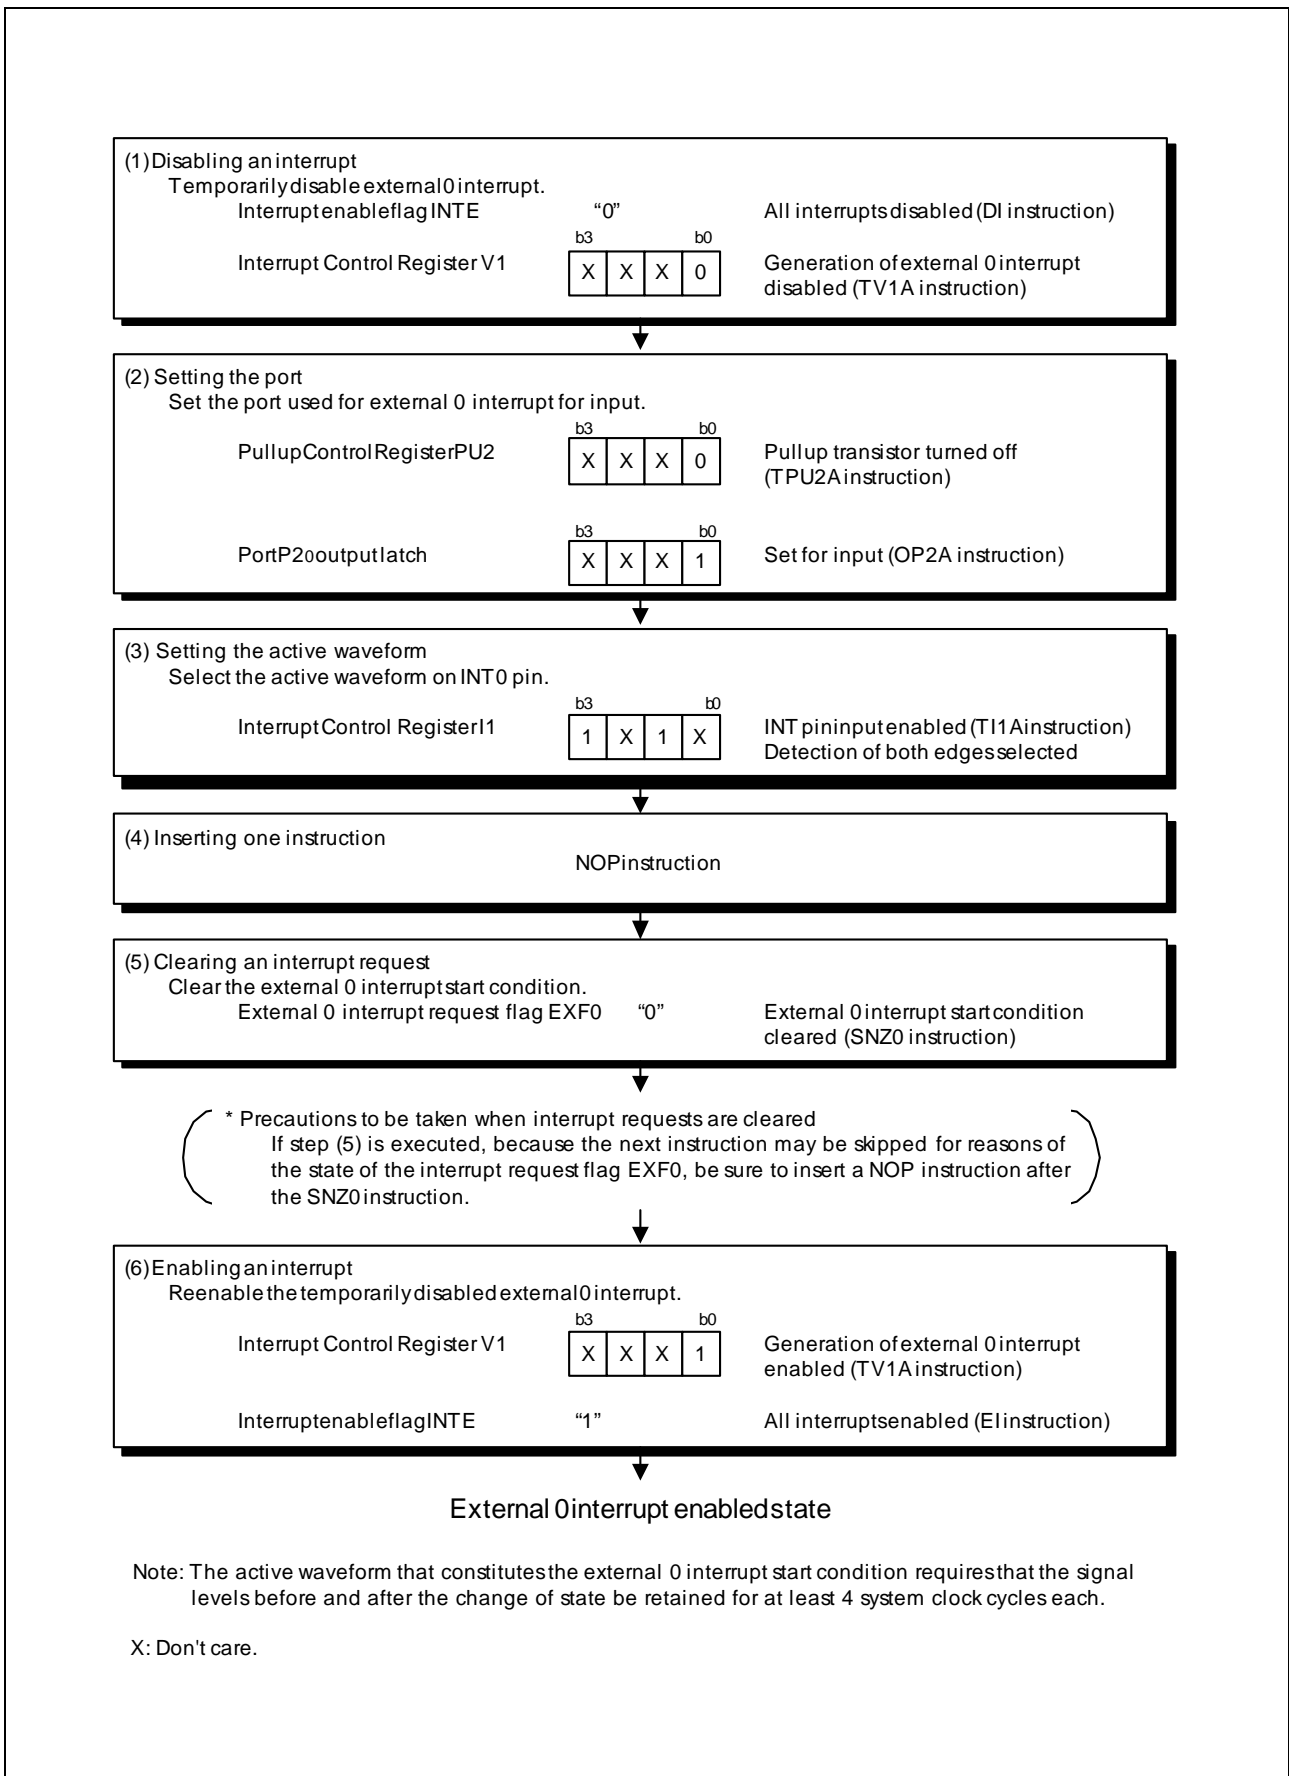 (1) Disabling an interrupt
Temporarily disable external 0 interrupt.
Interrupt enable flag INTE “0” All interrupts disabled (DI instruction)
b3 b0
Interrupt Control Register V1 X X X 0 Generation of external 0 interrupt
disabled (TV1A instruction)
(2) Setting the port
Set the port used for external 0 interrupt for input.
b3 b0
Pullup Control Register PU2 X X X 0 Pullup transistor turned off
(TPU2A instruction)
b3 b0
Port P20 output latch X X X 1 Set for input (OP2A instruction)
(3) Setting the active waveform
Select the active waveform on INT0 pin.
b3 b0
Interrupt Control Register I1 1 X 1 X INT pin input enabled (TI1A instruction)
Detection of both edges selected
(4) Inserting one instruction
NOP instruction
(5) Clearing an interrupt request
Clear the external 0 interrupt start condition.
External 0 interrupt request flag EXF0 “0” External 0 interrupt start condition
cleared (SNZ0 instruction)
* Precautions to be taken when interrupt requests are cleared
If step (5) is executed, because the next instruction may be skipped for reasons of
the state of the interrupt request flag EXF0, be sure to insert a NOP instruction after
the SNZ0 instruction.
(6) Enabling an interrupt
Reenable the temporarily disabled external 0 interrupt.
b3 b0
Interrupt Control Register V1 X X X 1 Generation of external 0 interrupt
enabled (TV1A instruction)
Interrupt enable flag INTE “1” All interrupts enabled (EI instruction)
External 0 interrupt enabled state
Note: The active waveform that constitutes the external 0 interrupt start condition requires that the signal
levels before and after the change of state be retained for at least 4 system clock cycles each.
X: Don't care.